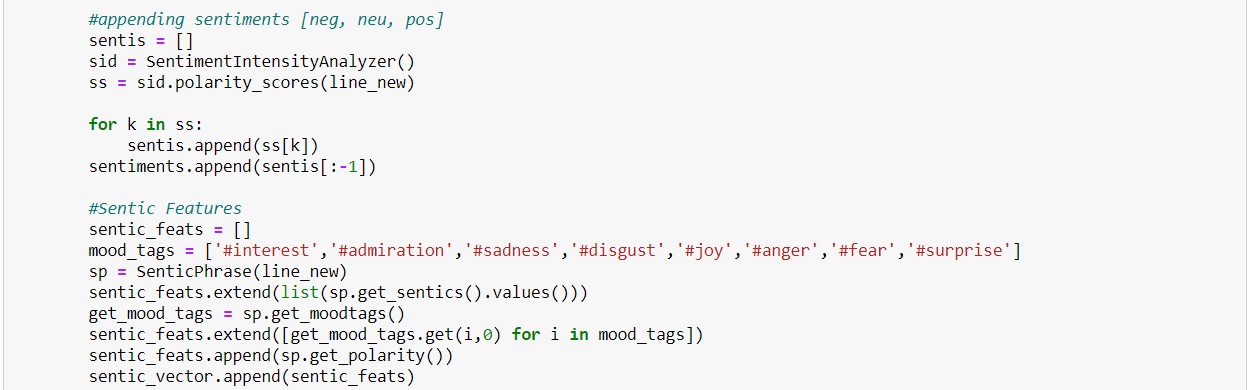 #appending sentiments [neg, neu, pos]
sentis = []
sid = SentimentIntensityAnalyzer()
ss = sid.polarity_scores(line_new)
for k in ss:
    sentis.append(ss[k])
sentiments.append(sentis[:-1])
#Sentic Features
sentic_feats = []
mood_tags = ['#interest','#admiration','#sadness','#disgust','#joy','#anger','#fear','#surprise']
sp = SenticPhrase(line_new)
sentic_feats.extend(list(sp.get_sentics().values()))
get_mood_tags = sp.get_moodtags()
sentic_feats.extend([get_mood_tags.get(i,0) for i in mood_tags])
sentic_feats.append(sp.get_polarity())
sentic_vector.append(sentic_feats)